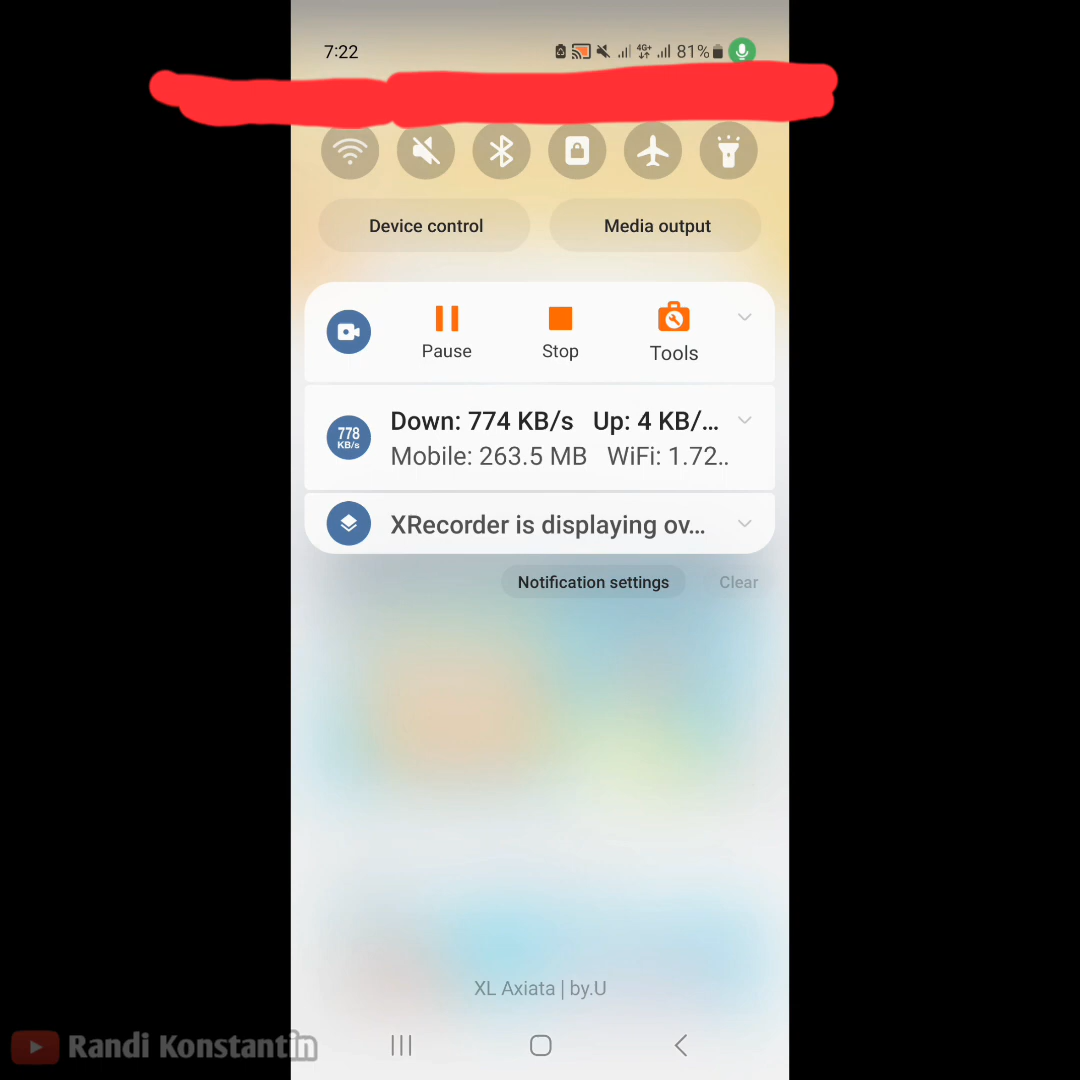 7:22
4G+ 81%
Device control
Media output
Pause
Stop
Tools
778
KB/s
Down: 774 KB/s Up: 4 KB/...
Mobile: 263.5 MB WiFi: 1.72..
XRecorder is displaying ov...
Notification settings
Clear
XL Axiata | by.U
Randi Konstantin